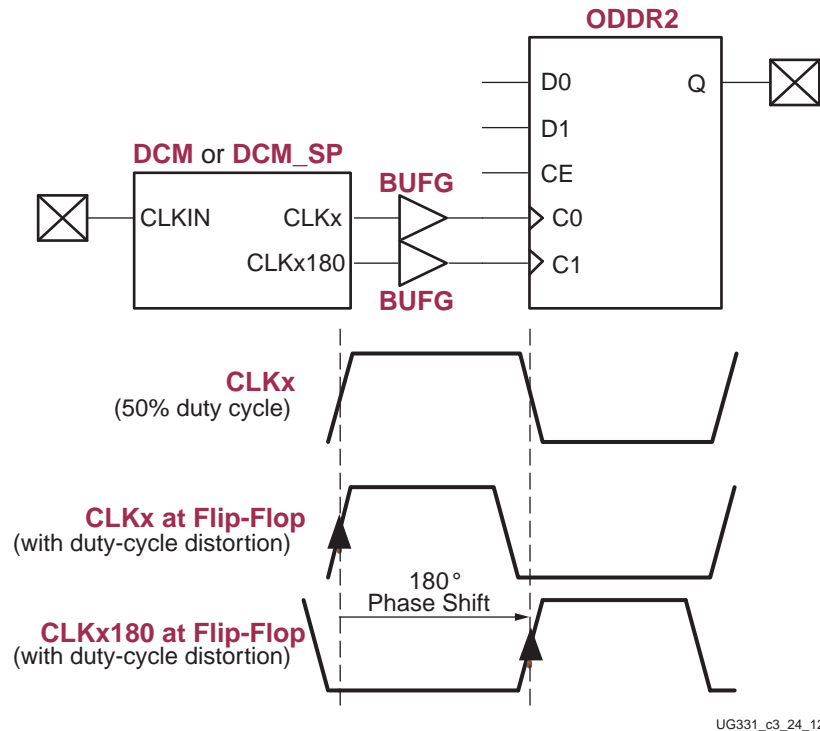 ODDR2
D0
Q
D1
DCM or DCM_SP
CE
BUFG
CLKIN
CLKx
C0
CLKx180
C1
BUFG
CLKx
(50% duty cycle)
CLKx at Flip-Flop
(with duty-cycle distortion)
180°
Phase Shift
CLKx180 at Flip-Flop
(with duty-cycle distortion)